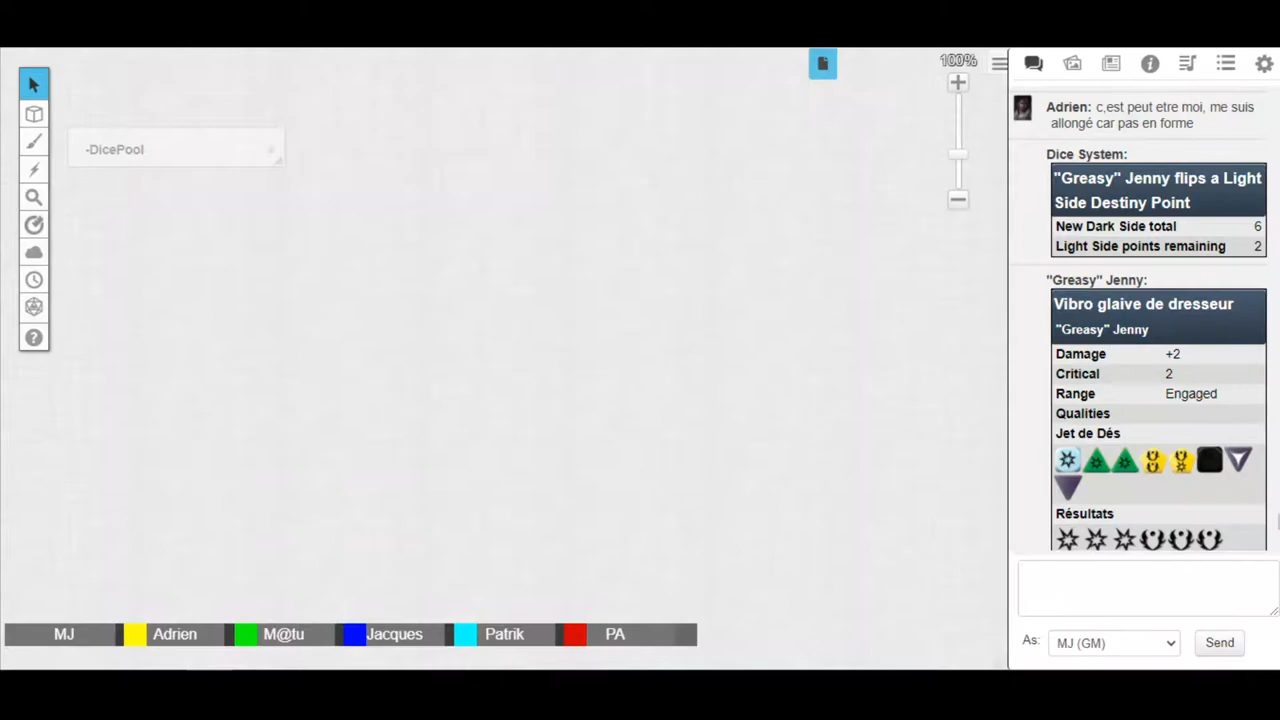 100%
-DicePool
Adrien: c,est peut etre moi, me suis
allongé car pas en forme
Dice System:
"Greasy" Jenny flips a Light
Side Destiny Point
New Dark Side total 6
Light Side points remaining 2
"Greasy" Jenny:
Vibro glaive de dresseur
"Greasy" Jenny
Damage +2
Critical 2
Range Engaged
Qualities
Jet de Dés
Résultats
MJ Adrien M@tu Jacques Patrik PA
As: MJ (GM) Send